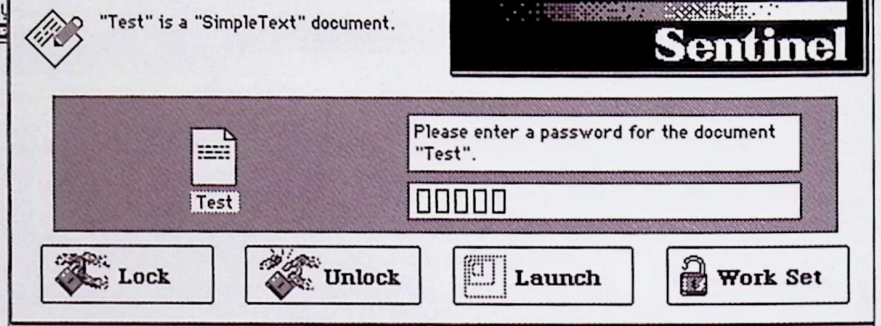 "Test" is a "SimpleText" document.
Sentinel
Please enter a password for the document
"Test".
Test
Lock
Unlock
Launch
Work Set